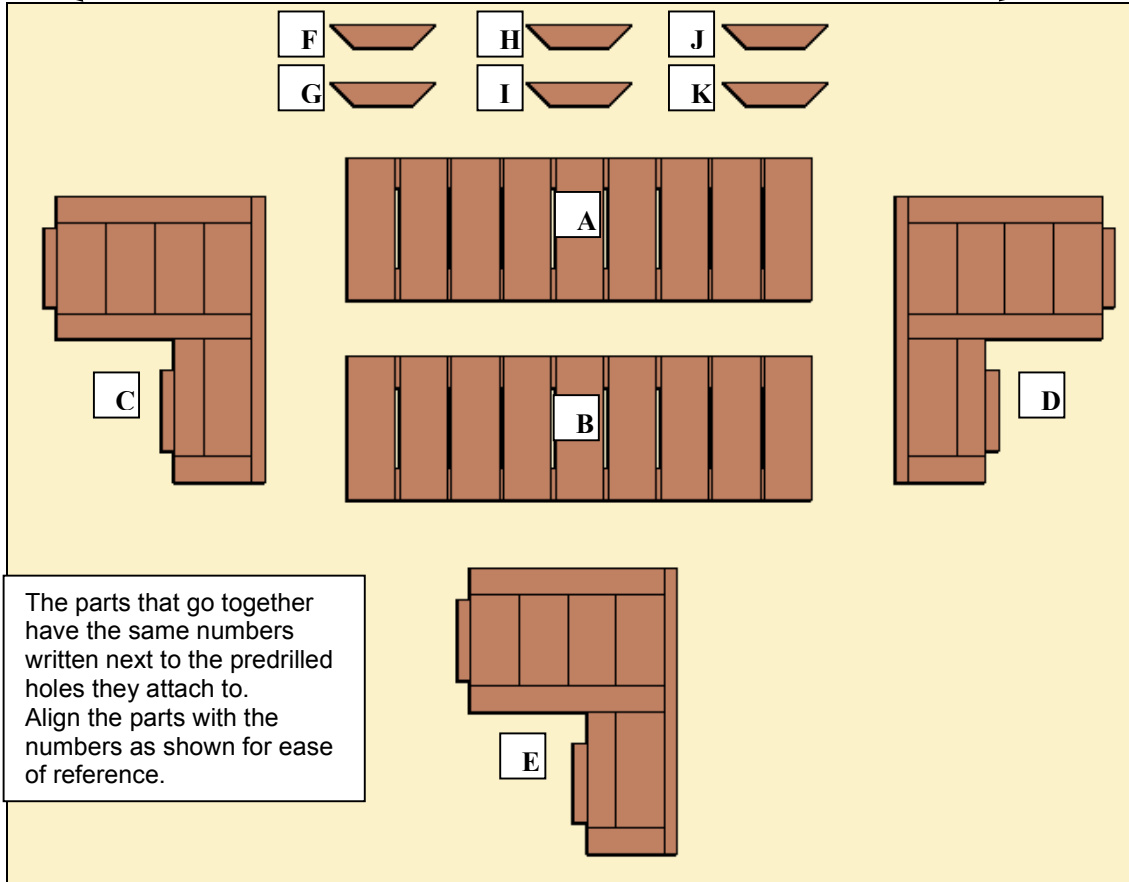 F H J
G I K
A
C B D
The parts that go together
have the same numbers
written next to the predrilled
holes they attach to.
Align the parts with the
numbers as shown for ease
of reference.
E